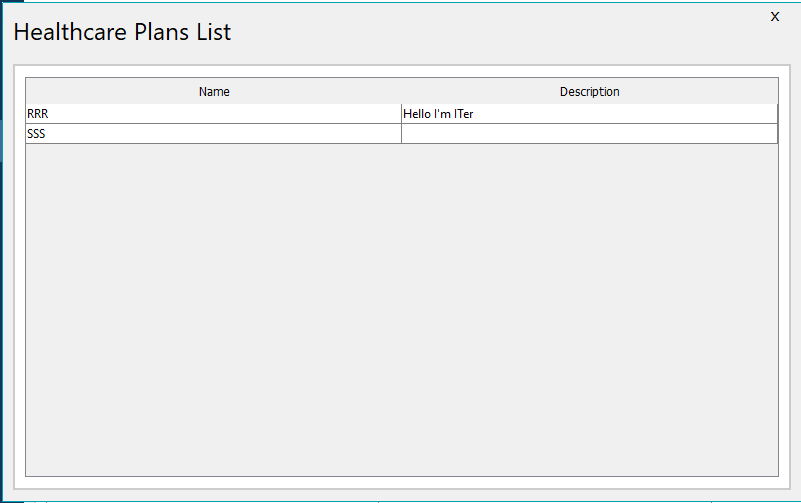 X
Healthcare Plans List
Name Description
RRR Hello I'm ITer
SSS